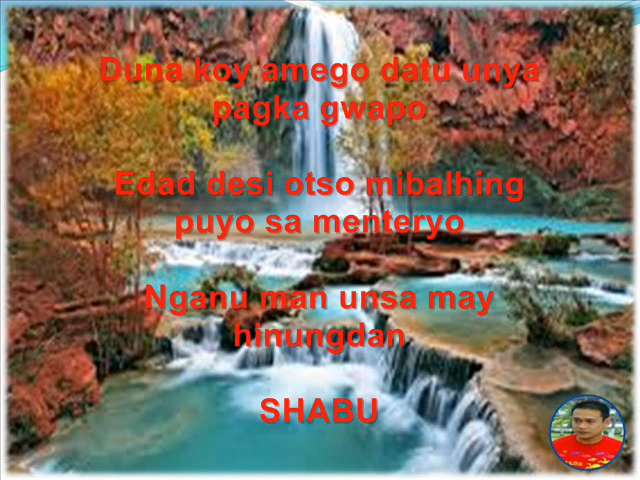 Duna koy amego datu unya
pagka gwapo
Edad desi otso mibalhing
puyo sa menteryo
Nganu man unsa may
hinungdan
SHABU